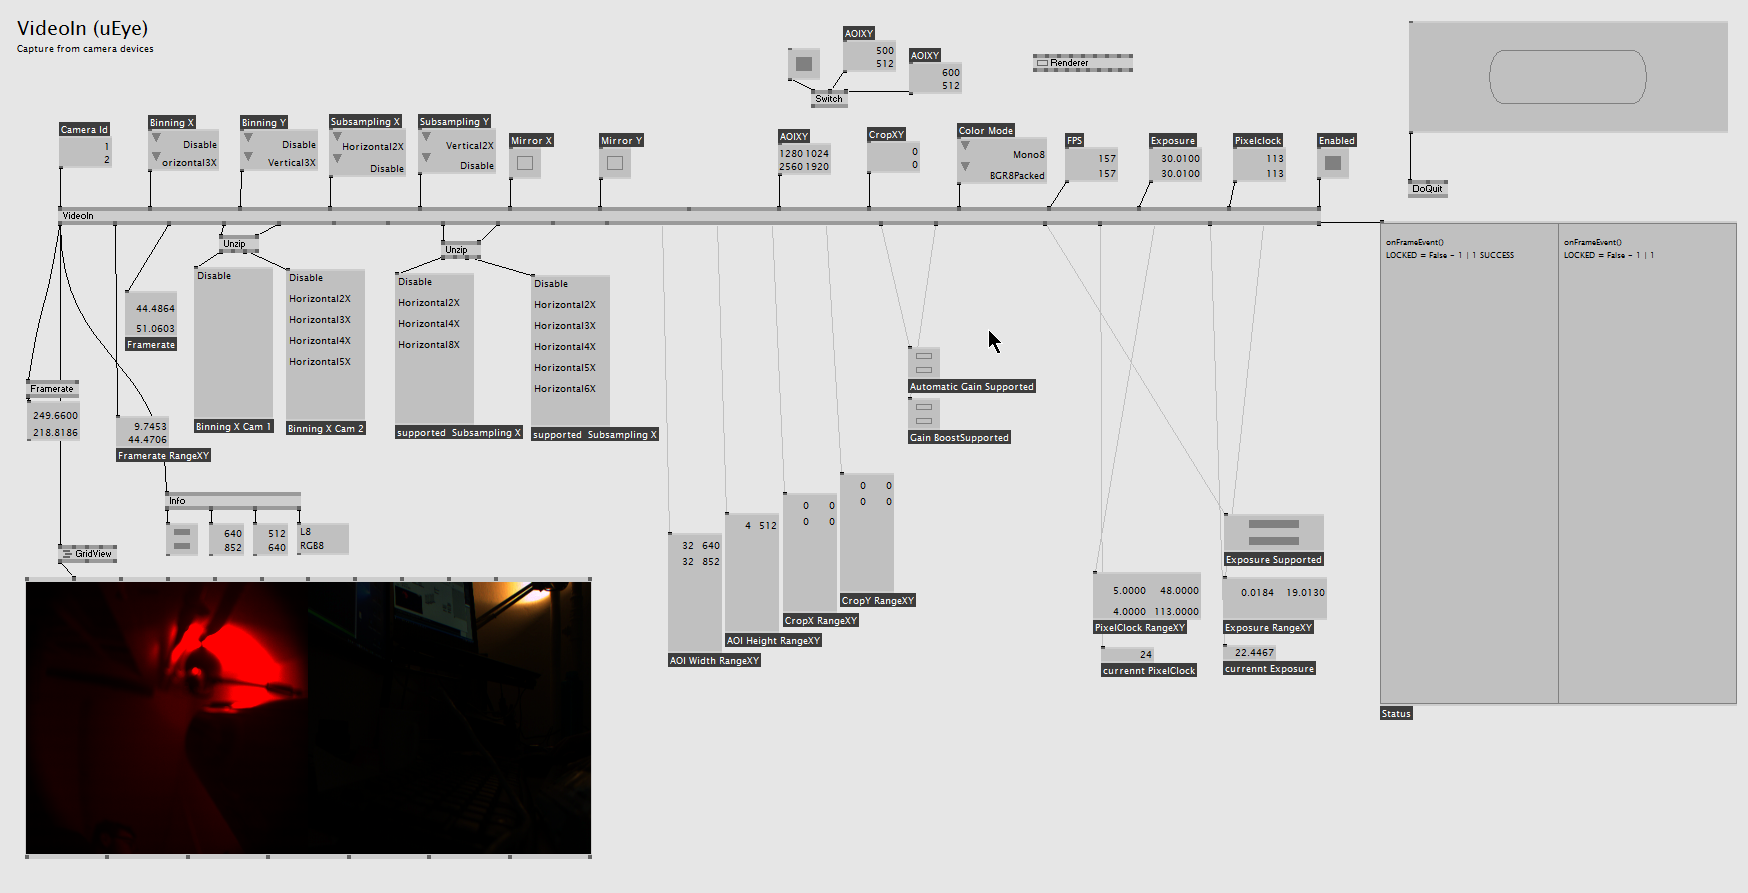 VideoIn (uEye)
Capture from camera devices
AOIXY
500
512
AOIXY
600
512
Switch
Renderer
Camera Id
1
2
Binning X
Disable
orizontal3X
Binning Y
Disable
Vertical3X
Subsampling X
Horizontal2X
Disable
Subsampling Y
Vertical2X
Disable
Mirror X
Mirror Y
AOIXY
1280 1024
2560 1920
CropXY
0
0
Color Mode
Mono8
BGR8Packed
FPS
157
157
Exposure
30.0100
30.0100
Pixelclock
113
113
Enabled
DoQuit
VideoIn
Unzip
Unzip
44.4864
51.0603
Framerate
Disable
Binning X Cam 1
Disable
Horizontal2X
Horizontal3X
Horizontal4X
Horizontal5X
Binning X Cam 2
Disable
Horizontal2X
Horizontal4X
Horizontal8X
supported  Subsampling X
Disable
Horizontal2X
Horizontal3X
Horizontal4X
Horizontal5X
Horizontal6X
supported  Subsampling X
Framerate
249.6600
218.8186
9.7453
44.4706
Framerate RangeXY
Automatic Gain Supported
Gain BoostSupported
Info
640
852
512
640
L8
RGB8
GridView
32 640
32 852
AOI Width RangeXY
4 512
AOI Height RangeXY
0 0
0 0
CropX RangeXY
0 0
0 0
CropY RangeXY
Exposure Supported
5.0000 48.0000
4.0000 113.0000
PixelClock RangeXY
0.0184 19.0130
Exposure RangeXY
24
currennt PixelClock
22.4467
currennt Exposure
onFrameEvent()
LOCKED = False - 1 | 1 SUCCESS
onFrameEvent()
LOCKED = False - 1 | 1
Status